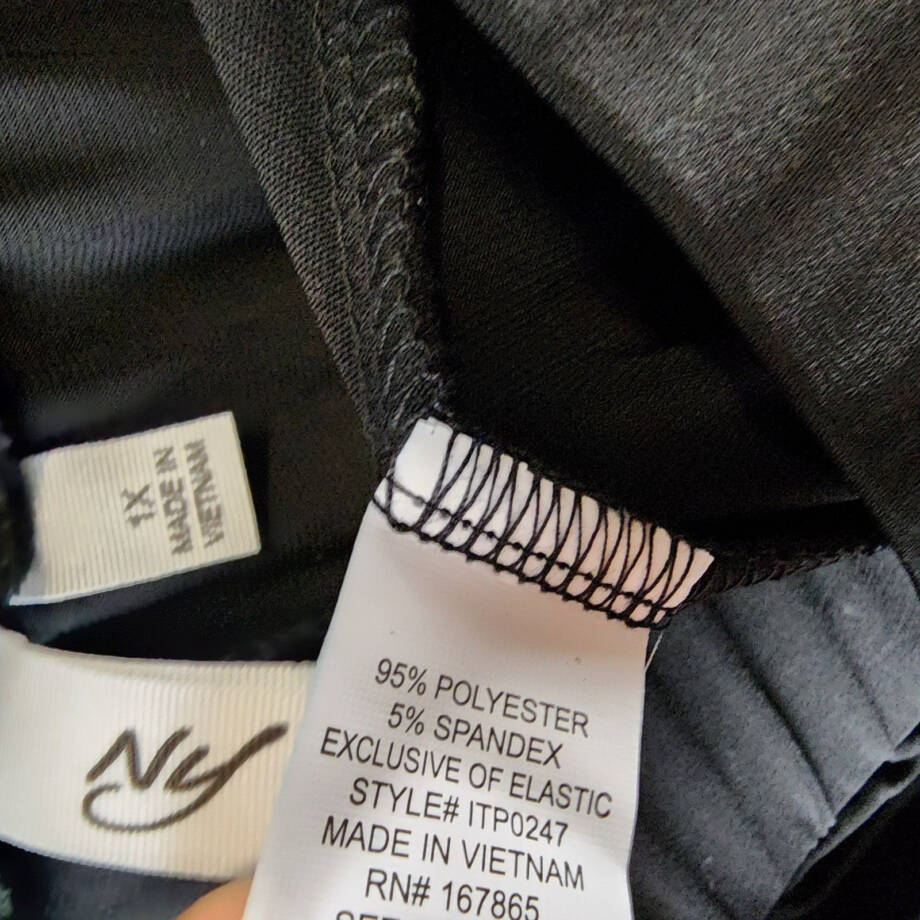 1X
MADE IN
VIETNAM
NY
95% POLYESTER
5% SPANDEX
EXCLUSIVE OF ELASTIC
STYLE# ITP0247
MADE IN VIETNAM
RN# 167865